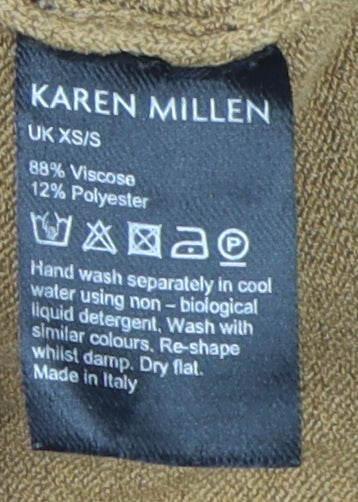 KAREN MILLEN
UK XS/S
88% Viscose
12% Polyester
P
Hand wash separately in cool
water using non – biological
liquid detergent. Wash with
similar colours. Re-shape
whilst damp. Dry flat.
Made in Italy